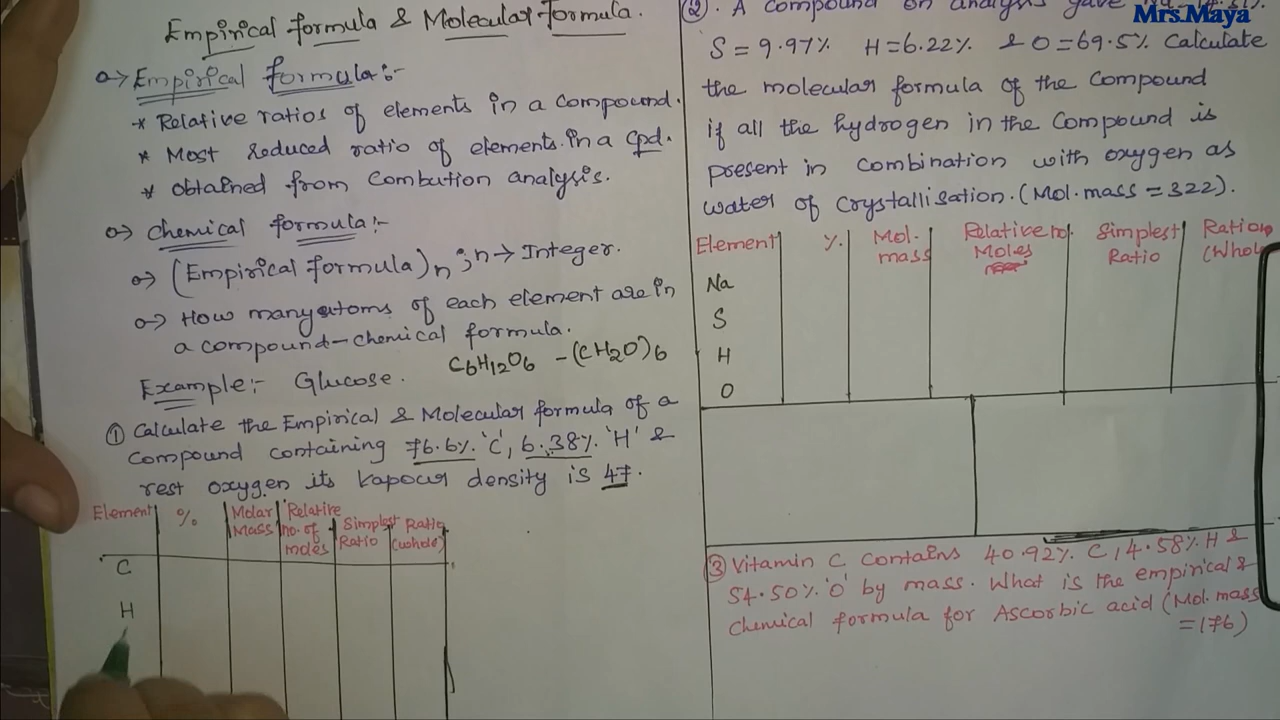 Empirical formula & Molecular formula.
Empirical formula:-
* Relative ratios of elements in a compound.
* Most reduced ratio of elements in a cpd.
* Obtained from Combution analysis.
Chemical formula:-
(Empirical formula)n ; n → Integer.
How many atoms of each element are in
a compound - chemical formula.
Example:- Glucose. C6H12O6 - (CH2O)6
① Calculate the Empirical & Molecular formula of a
compound containing 76.6% 'C', 6.38% 'H' &
rest oxygen its vapour density is 47.
Element % Molar Mass Relative no. of moles Simplest Ratio Ratio (whole)
C
H
Mrs.Maya
②. A compound on analysis gave
S = 9.97% H = 6.22% & O = 69.5% Calculate
the molecular formula of the compound
if all the hydrogen in the compound is
present in combination with oxygen as
water of crystallisation. (Mol. mass = 322).
Element % Mol. mass Relative no. Moles Simplest Ratio Ratio (Whole
Na
S
H
O
③ Vitamin C contains 40.92% C, 4.58% H &
54.50% 'O' by mass. What is the empirical &
chemical formula for Ascorbic acid (Mol. mass
= 176)